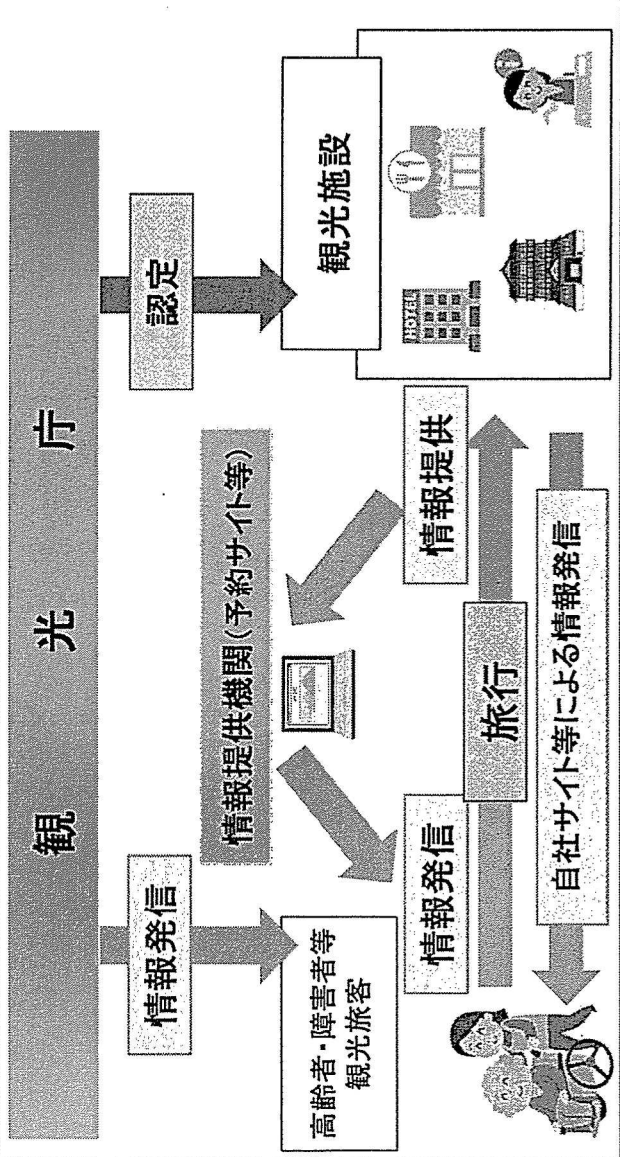 観光庁
情報発信
認定
高齢者・障害者等
観光旅客
情報提供機関(予約サイト等)
観光施設
HOTEL
情報発信
情報提供
旅行
自社サイト等による情報発信